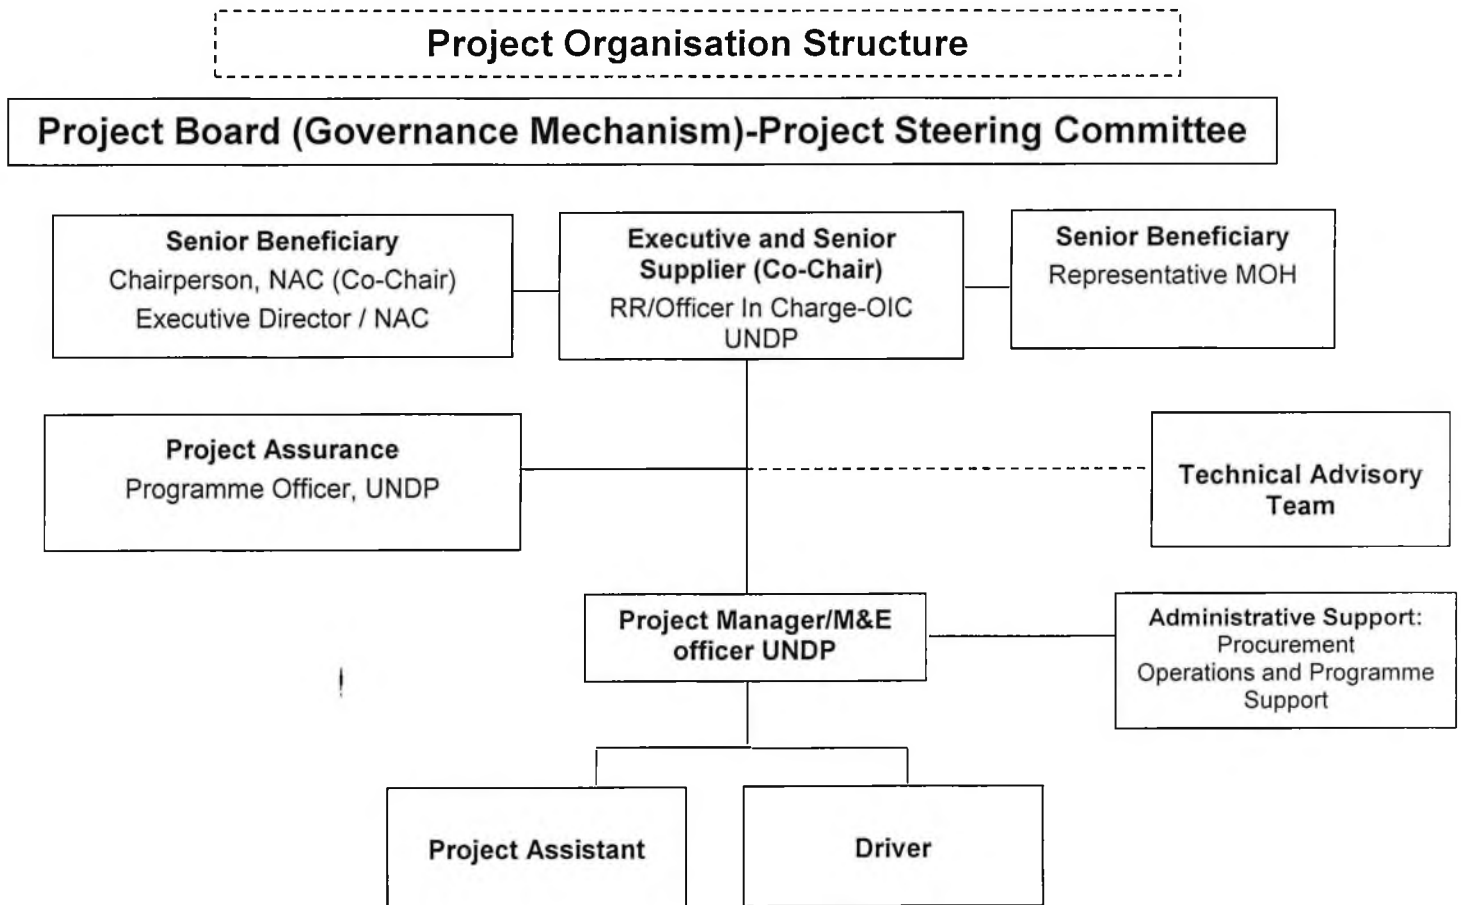 Project Organisation Structure
Project Board (Governance Mechanism)-Project Steering Committee
Senior Beneficiary
Chairperson, NAC (Co-Chair)
Executive Director / NAC
Executive and Senior
Supplier (Co-Chair)
RR/Officer In Charge-OIC
UNDP
Senior Beneficiary
Representative MOH
Project Assurance
Programme Officer, UNDP
Technical Advisory
Team
Project Manager/M&E
officer UNDP
Administrative Support:
Procurement
Operations and Programme
Support
Project Assistant
Driver